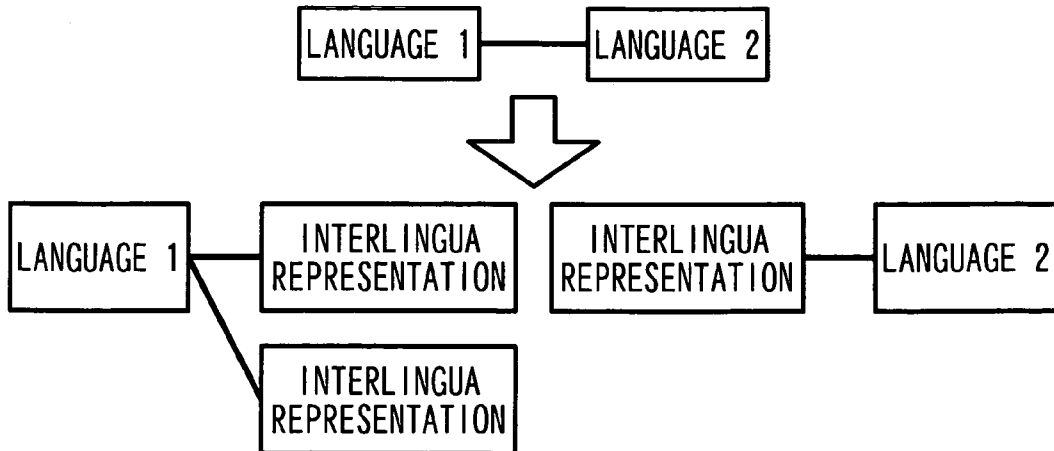 LANGUAGE 1
LANGUAGE 2
LANGUAGE 1
INTERLINGUA
REPRESENTATION
INTERLINGUA
REPRESENTATION
LANGUAGE 2
INTERLINGUA
REPRESENTATION